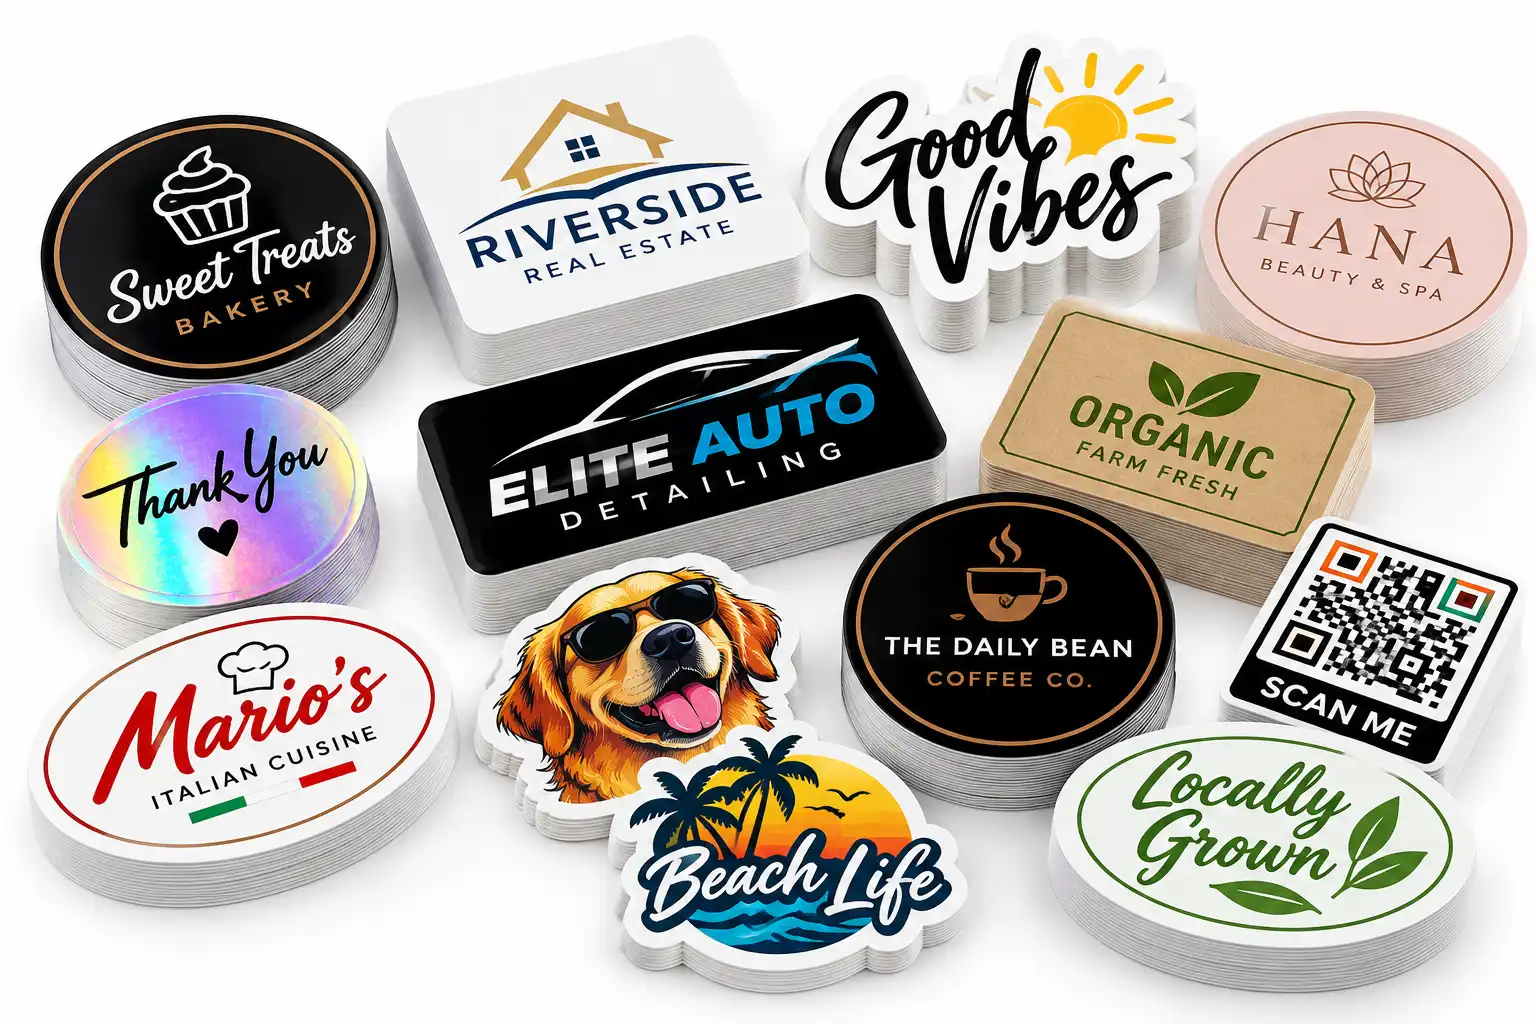 Sweet Treats
BAKERY
RIVERSIDE
REAL ESTATE
Good
Vibes
HANA
BEAUTY & SPA
Thank You
ELITE AUTO
DETAILING
ORGANIC
FARM FRESH
Mario's
ITALIAN CUISINE
THE DAILY BEAN
COFFEE CO.
SCAN ME
Beach Life
Locally
Grown